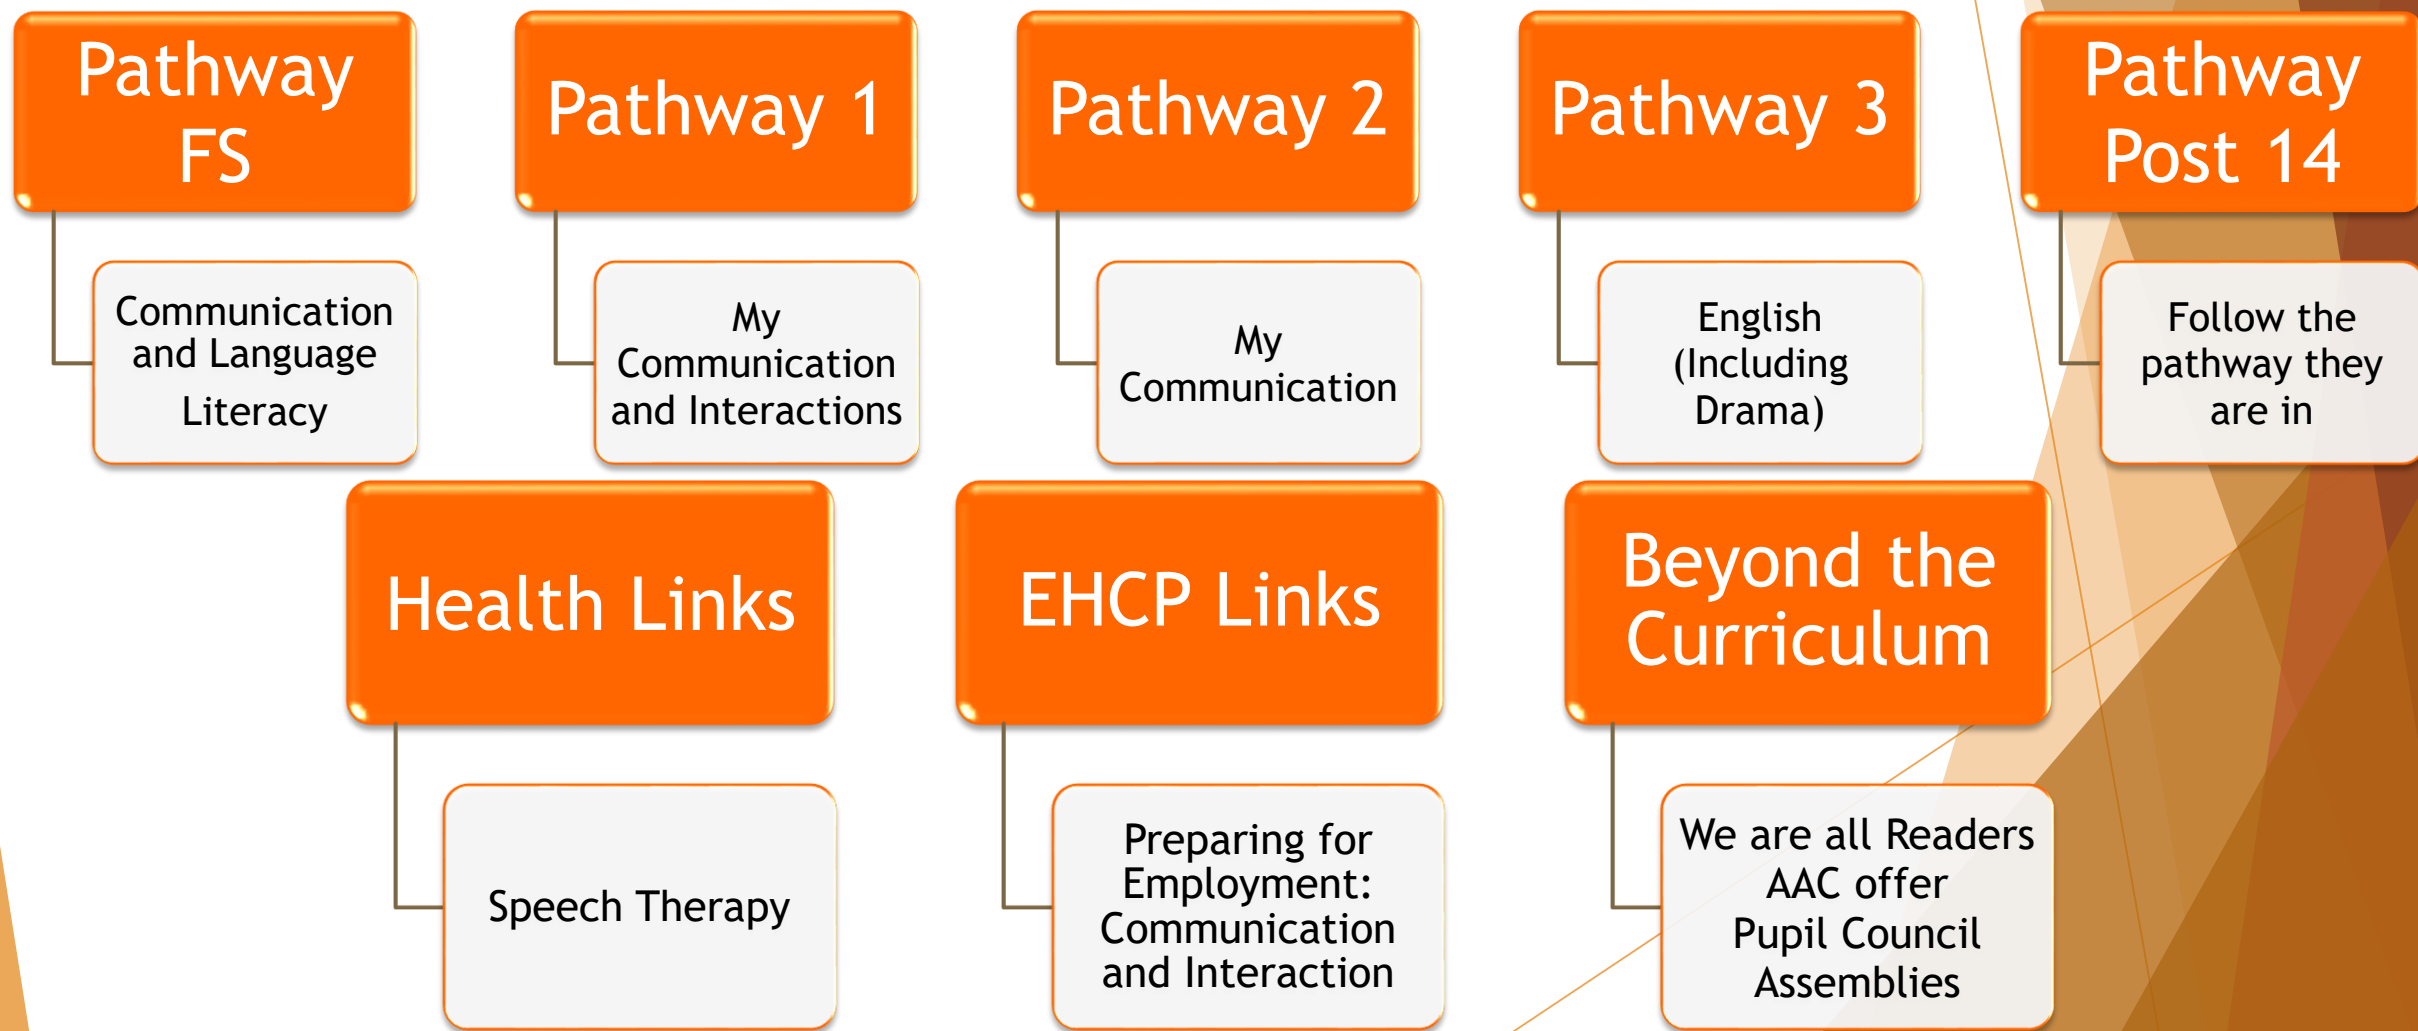 Pathway
FS
Communication
and Language
Literacy
Pathway 1
My
Communication
and Interactions
Pathway 2
My
Communication
Pathway 3
English
(Including
Drama)
Pathway
Post 14
Follow the
pathway they
are in
Health Links
Speech Therapy
EHCP Links
Preparing for
Employment:
Communication
and Interaction
Beyond the
Curriculum
We are all Readers
AAC offer
Pupil Council
Assemblies